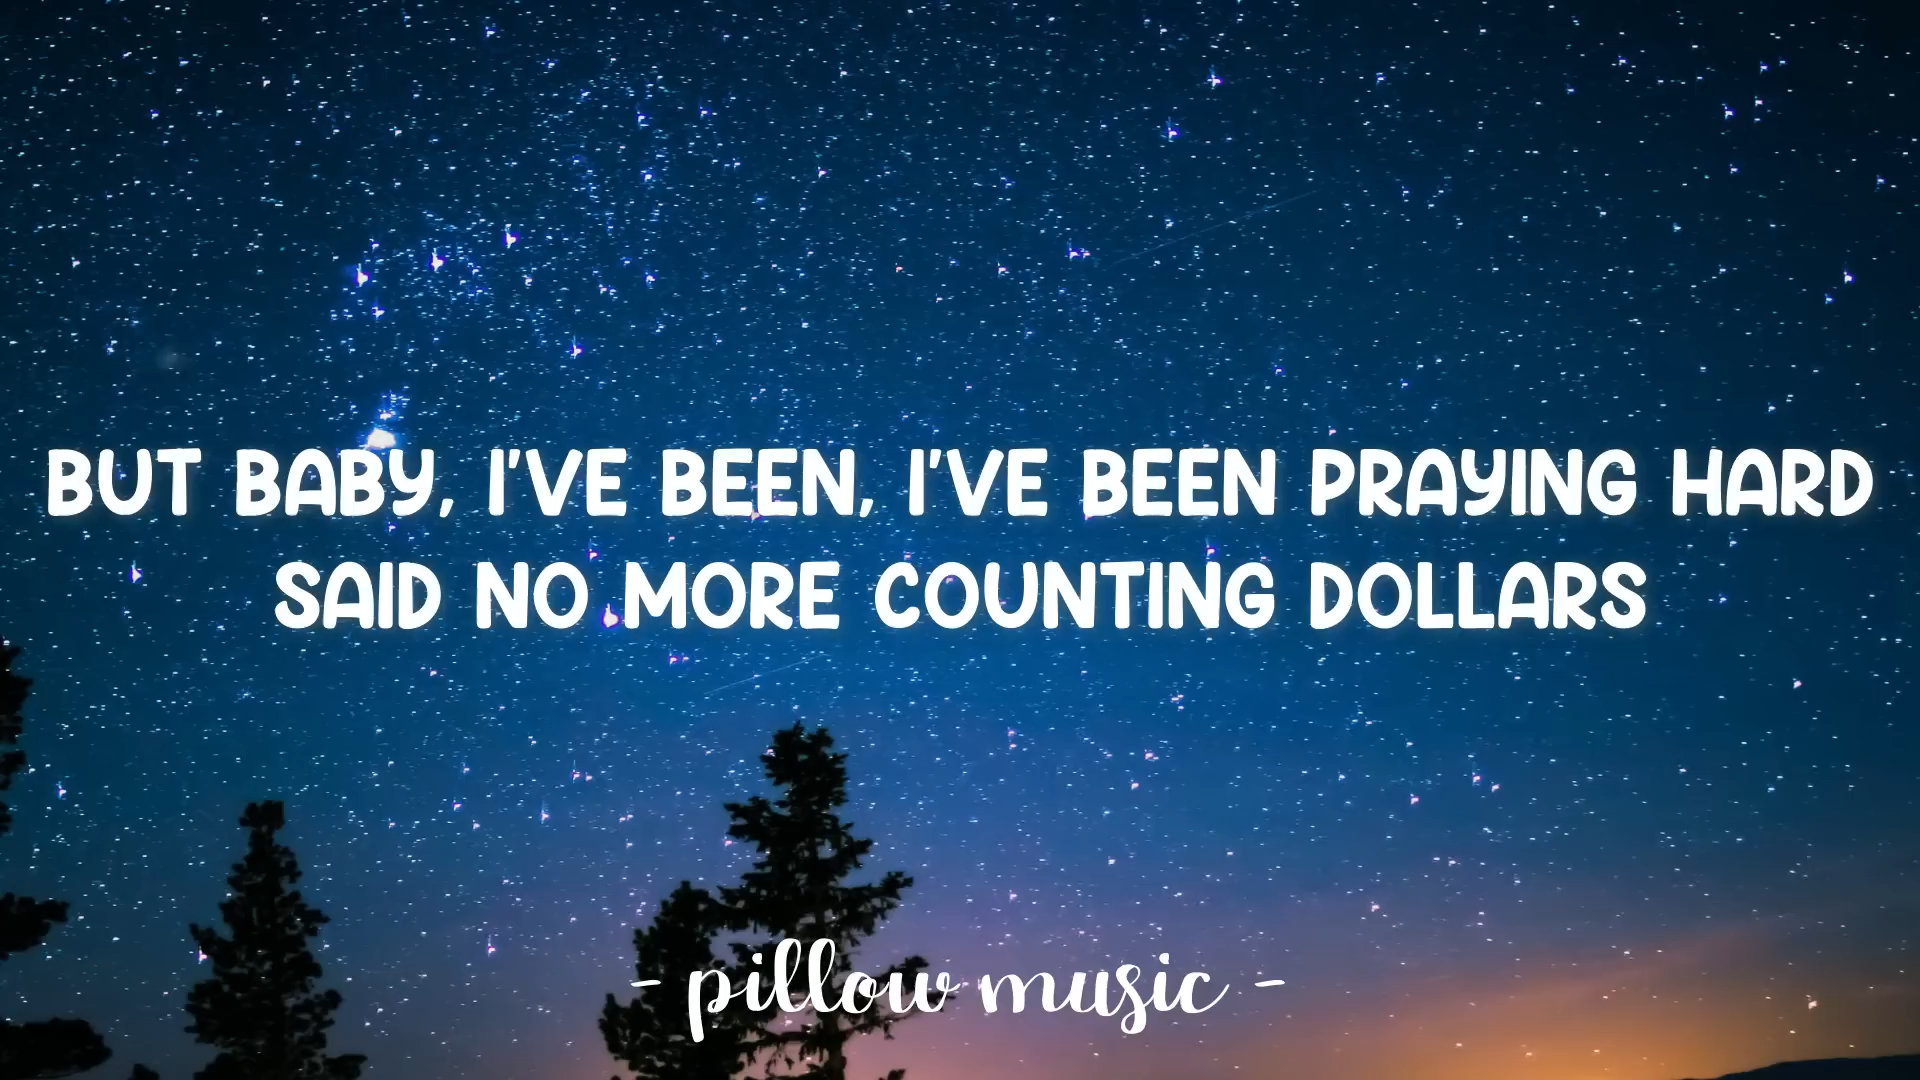 BUT BABY, I'VE BEEN, I'VE BEEN PRAYING HARD
SAID NO MORE COUNTING DOLLARS
- pillow music -